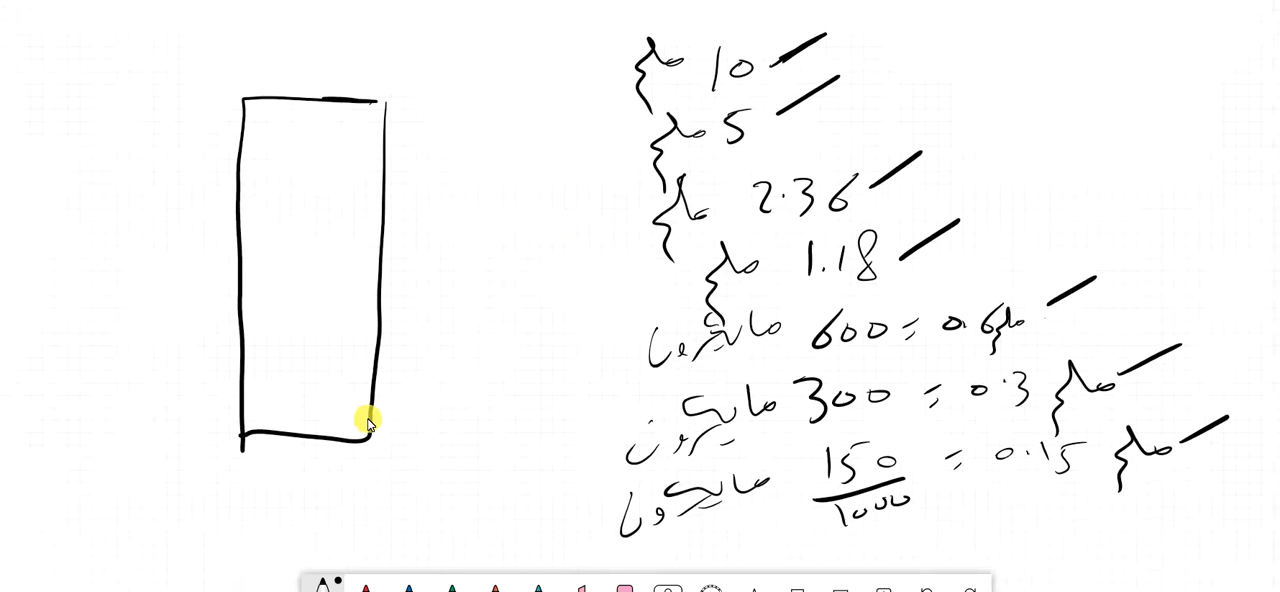 10 ملم
5 ملم
2.36 ملم
1.18 ملم
مايكرون 600 = 0.6 ملم
مايكرون 300 = 0.3 ملم
مايكرون 150/1000 = 0.15 ملم